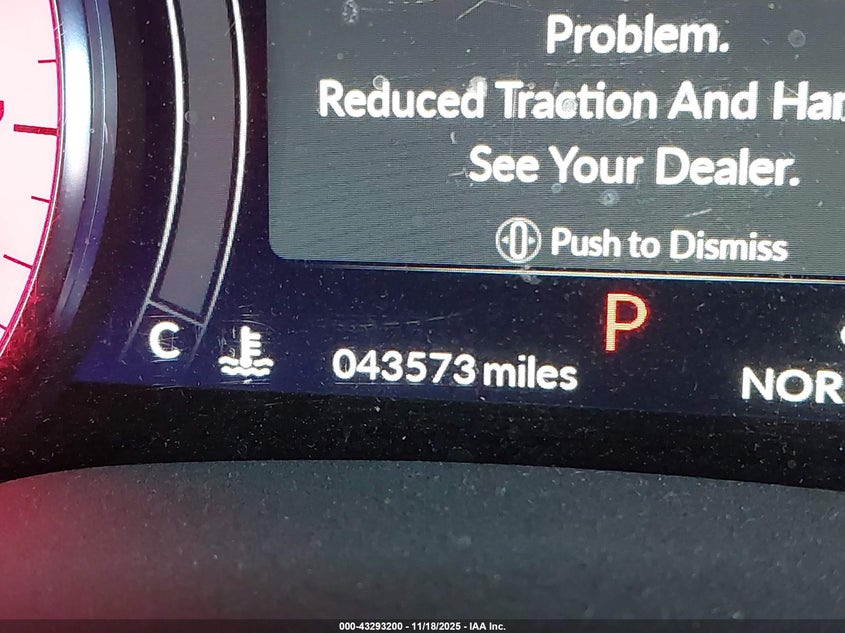 Problem.
Reduced Traction And Han
See Your Dealer.
Push to Dismiss
P
C
043573 miles
NOR
000-43293200 - 11/18/2025 - IAA Inc.